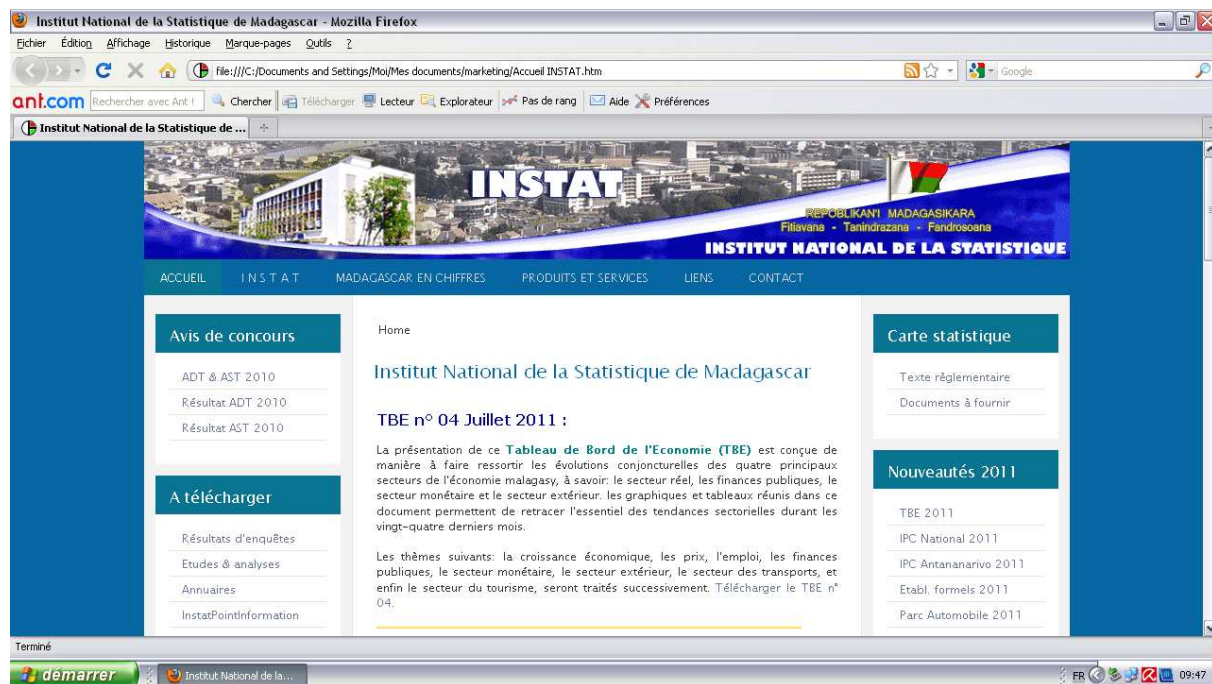 Institut National de la Statistique de Madagascar - Mozilla Firefox
Fichier Édition Affichage Historique Marque-pages Outils ?
file:///C:/Documents and Settings/Moi/Mes documents/marketing/Accueil INSTAT.htm
Google
ant.com Rechercher avec Ant ! Chercher Télécharger Lecteur Explorateur Pas de rang Aide Préférences
Institut National de la Statistique de ...
INSTAT
REPOBLIKAN'I MADAGASIKARA
Fitiavana - Tanindrazana - Fandrosoana
INSTITUT NATIONAL DE LA STATISTIQUE
ACCUEIL I N S T A T MADAGASCAR EN CHIFFRES PRODUITS ET SERVICES LIENS CONTACT
Avis de concours
ADT & AST 2010
Résultat ADT 2010
Résultat AST 2010
A télécharger
Résultats d'enquêtes
Etudes & analyses
Annuaires
InstatPointInformation
Home
Institut National de la Statistique de Madagascar
TBE n° 04 Juillet 2011 :
La présentation de ce Tableau de Bord de l'Economie (TBE) est conçue de
manière à faire ressortir les évolutions conjoncturelles des quatre principaux
secteurs de l'économie malagasy, à savoir: le secteur réel, les finances publiques, le
secteur monétaire et le secteur extérieur. les graphiques et tableaux réunis dans ce
document permettent de retracer l'essentiel des tendances sectorielles durant les
vingt-quatre derniers mois.
Les thèmes suivants: la croissance économique, les prix, l'emploi, les finances
publiques, le secteur monétaire, le secteur extérieur, le secteur des transports, et
enfin le secteur du tourisme, seront traités successivement. Télécharger le TBE n°
04.
Carte statistique
Texte règlementaire
Documents à fournir
Nouveautés 2011
TBE 2011
IPC National 2011
IPC Antananarivo 2011
Etabl. formels 2011
Parc Automobile 2011
Terminé
démarrer
Institut National de la...
FR
09:47